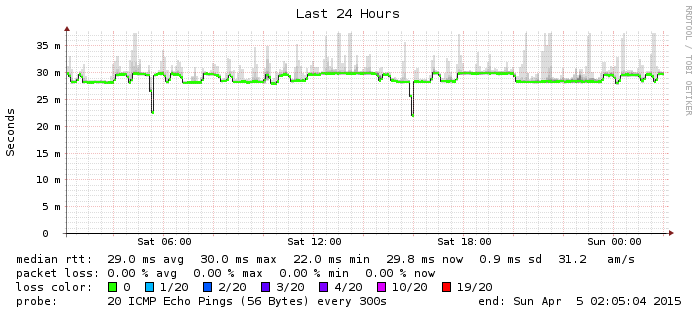 Last 24 Hours
RRDTOOL / TOBI OETIKER
Seconds
35 m
30 m
25 m
20 m
15 m
10 m
5 m
0
Sat 06:00 Sat 12:00 Sat 18:00 Sun 00:00
median rtt: 29.0 ms avg 30.0 ms max 22.0 ms min 29.8 ms now 0.9 ms sd 31.2 am/s
packet loss: 0.00 % avg 0.00 % max 0.00 % min 0.00 % now
loss color: 0 1/20 2/20 3/20 4/20 10/20 19/20
probe: 20 ICMP Echo Pings (56 Bytes) every 300s end: Sun Apr 5 02:05:04 2015